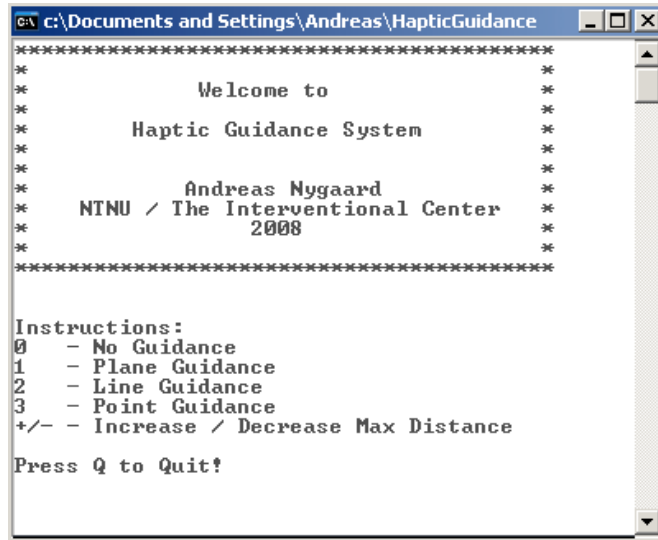 c:\Documents and Settings\Andreas\HapticGuidance
*****************************************
* *
* Welcome to *
* *
* Haptic Guidance System *
* *
* *
* Andreas Nygaard *
* NTNU / The Interventional Center *
* 2008 *
* *
*****************************************
Instructions:
0 - No Guidance
1 - Plane Guidance
2 - Line Guidance
3 - Point Guidance
+/- - Increase / Decrease Max Distance
Press Q to Quit!